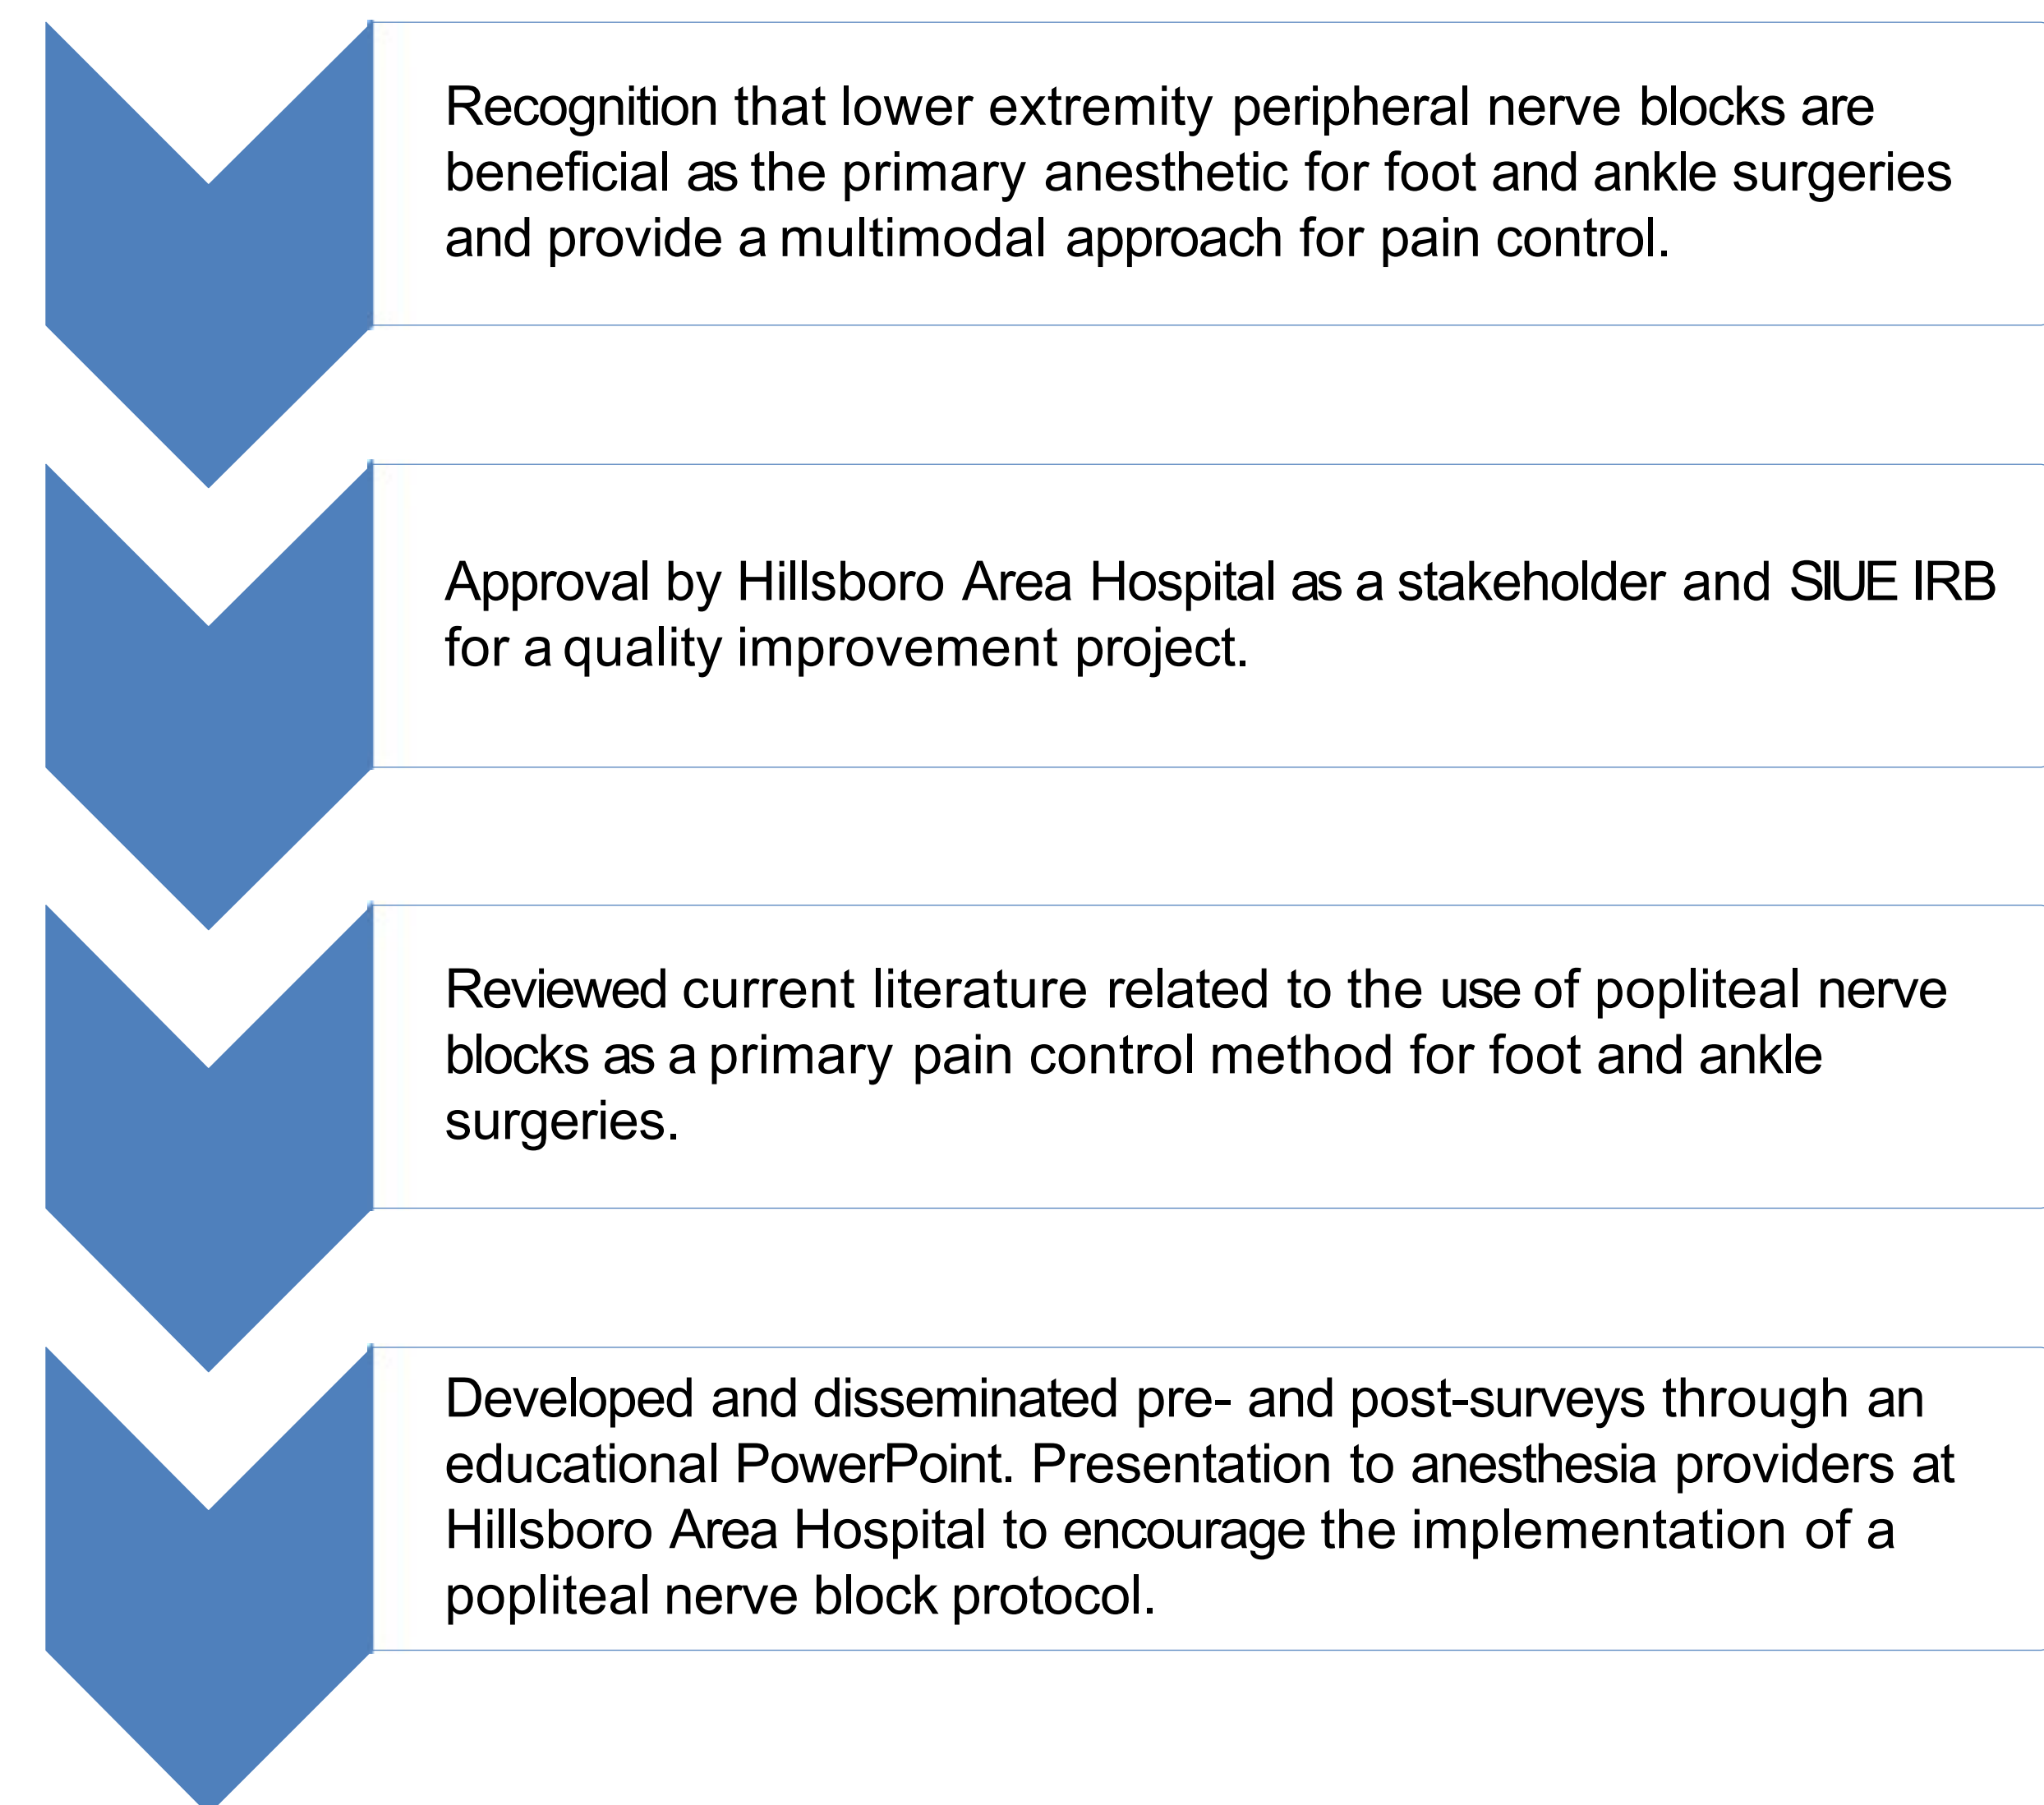 Recognition that lower extremity peripheral nerve blocks are
beneficial as the primary anesthetic for foot and ankle surgeries
and provide a multimodal approach for pain control.
Approval by Hillsboro Area Hospital as a stakeholder and SIUE IRB
for a quality improvement project.
Reviewed current literature related to the use of popliteal nerve
blocks as a primary pain control method for foot and ankle
surgeries.
Developed and disseminated pre- and post-surveys through an
educational PowerPoint. Presentation to anesthesia providers at
Hillsboro Area Hospital to encourage the implementation of a
popliteal nerve block protocol.